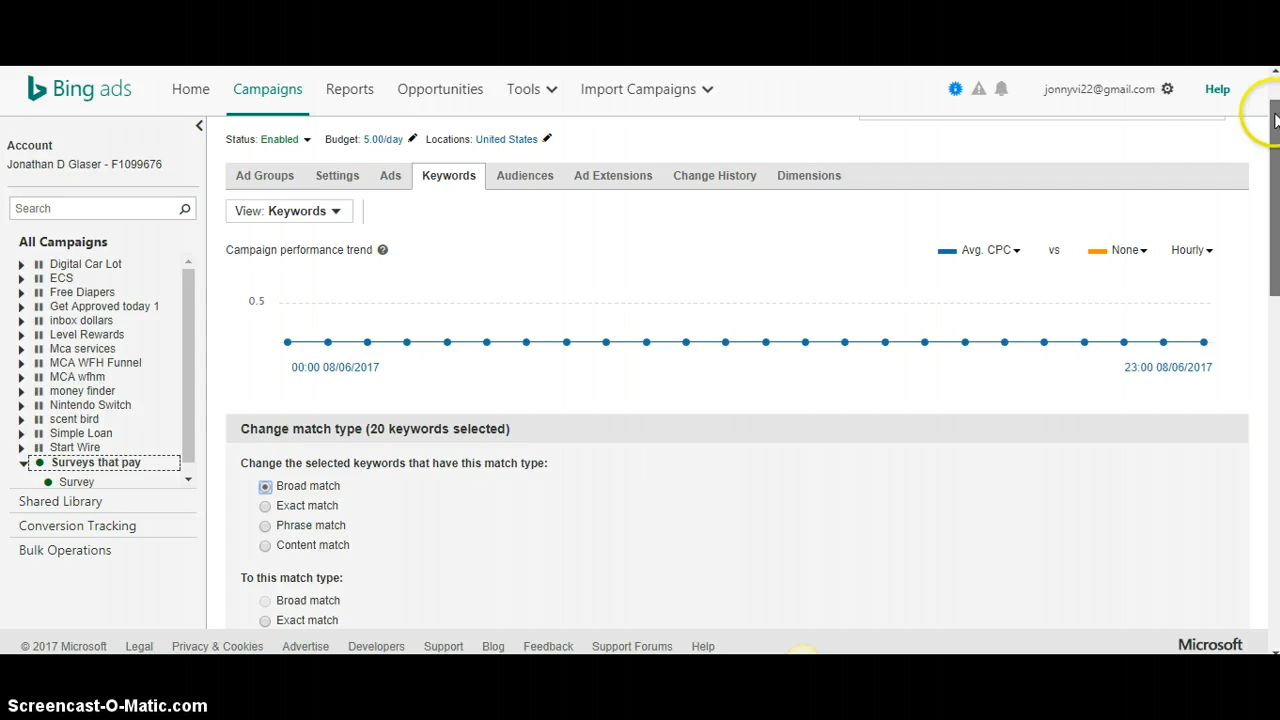 Bing ads
Home Campaigns Reports Opportunities Tools Import Campaigns
jonnyvi22@gmail.com Help
Account
Jonathan D Glaser - F1099676
Search
All Campaigns
Digital Car Lot
ECS
Free Diapers
Get Approved today 1
inbox dollars
Level Rewards
Mca services
MCA WFH Funnel
MCA wfhm
money finder
Nintendo Switch
scent bird
Simple Loan
Start Wire
Surveys that pay
Survey
Shared Library
Conversion Tracking
Bulk Operations
Status: Enabled Budget: 5.00/day Locations: United States
Ad Groups Settings Ads Keywords Audiences Ad Extensions Change History Dimensions
View: Keywords
Campaign performance trend ? Avg. CPC vs None Hourly
0.5
00:00 08/06/2017 23:00 08/06/2017
Change match type (20 keywords selected)
Change the selected keywords that have this match type:
Broad match
Exact match
Phrase match
Content match
To this match type:
Broad match
Exact match
© 2017 Microsoft Legal Privacy & Cookies Advertise Developers Support Blog Feedback Support Forums Help Microsoft
Screencast-O-Matic.com